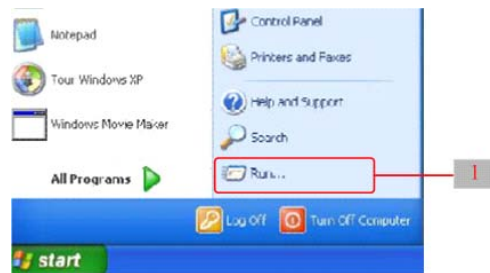 Notepad
Tour Windows XP
Windows Movie Maker
All Programs
Control Panel
Printers and Faxes
Help and Support
Search
Run...
1
Log Off
Turn Off Computer
start